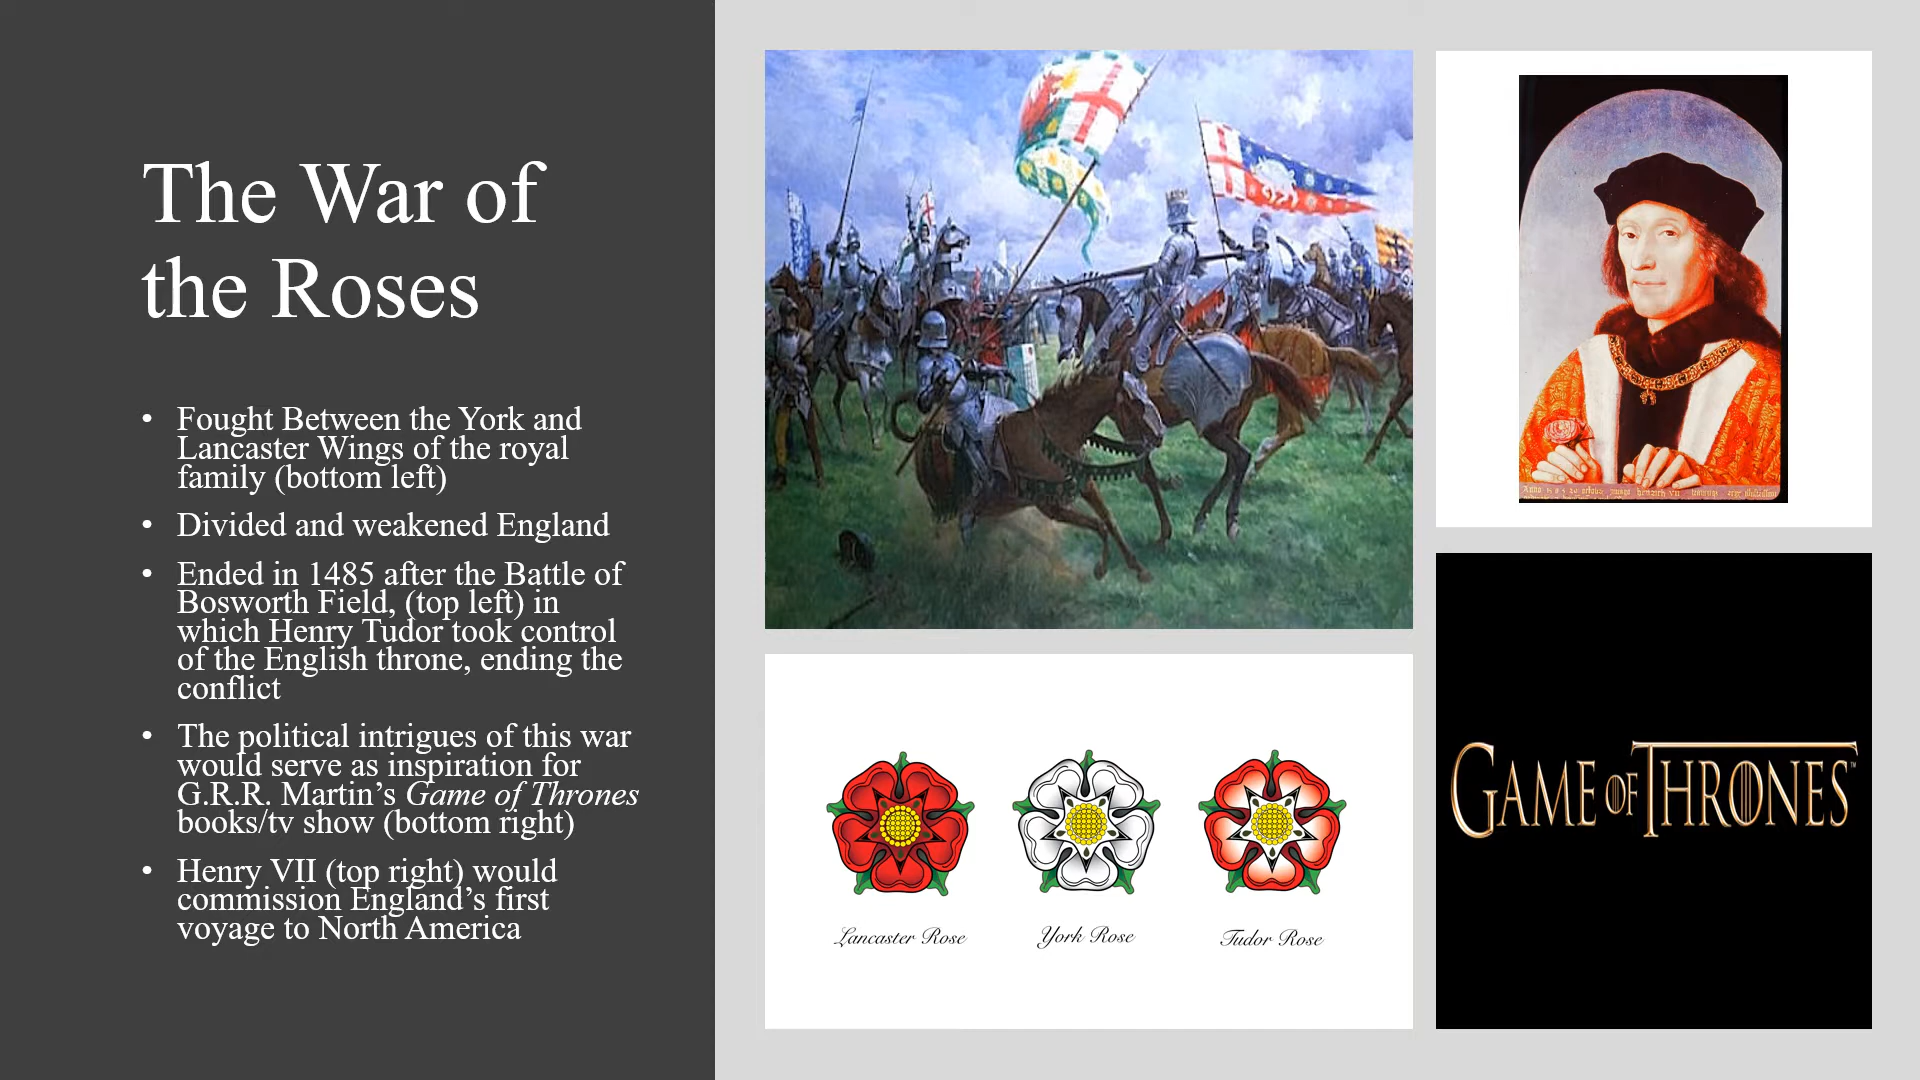 The War of
the Roses
• Fought Between the York and
Lancaster Wings of the royal
family (bottom left)
• Divided and weakened England
• Ended in 1485 after the Battle of
Bosworth Field, (top left) in
which Henry Tudor took control
of the English throne, ending the
conflict
• The political intrigues of this war
would serve as inspiration for
G.R.R. Martin’s Game of Thrones
books/tv show (bottom right)
• Henry VII (top right) would
commission England’s first
voyage to North America
Lancaster Rose
York Rose
Tudor Rose
GAME OF THRONES™